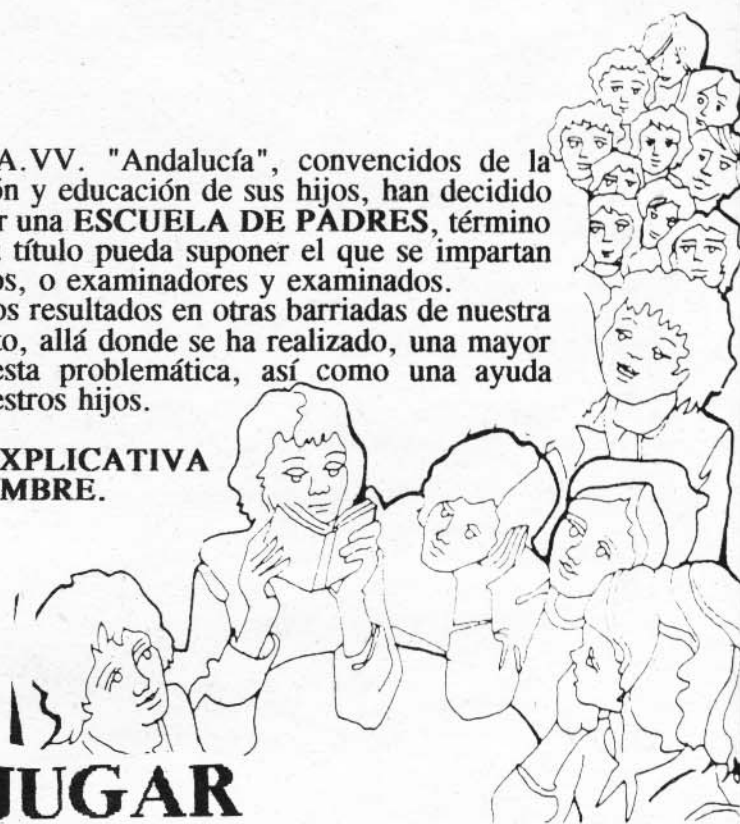 A.VV. "Andalucía", convencidos de la
ón y educación de sus hijos, han decidido
r una ESCUELA DE PADRES, término
título pueda suponer el que se impartan
os, o examinadores y examinados.
os resultados en otras barriadas de nuestra
to, allá donde se ha realizado, una mayor
esta problemática, así como una ayuda
estros hijos.
XPLICATIVA
MBRE.
JUGAR